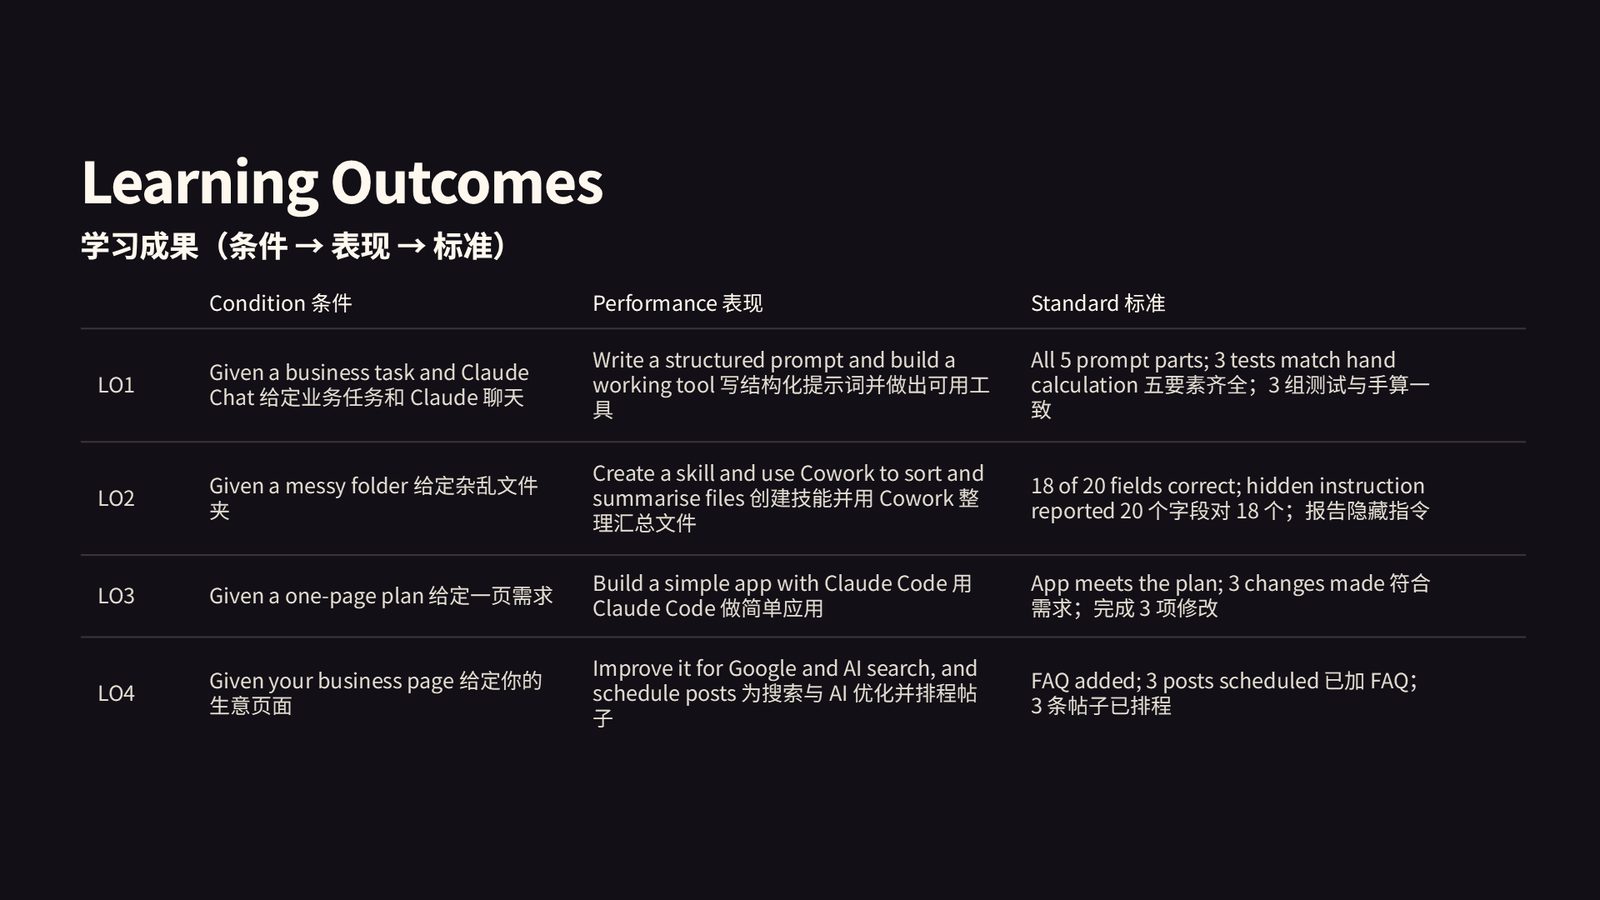 Learning Outcomes
学习成果（条件 → 表现 → 标准）
Condition 条件
Performance 表现
Standard 标准
LO1
Given a business task and Claude
Chat 给定业务任务和 Claude 聊天
Write a structured prompt and build a
working tool 写结构化提示词并做出可用工
具
All 5 prompt parts; 3 tests match hand
calculation 五要素齐全；3 组测试与手算一
致
LO2
Given a messy folder 给定杂乱文件
夹
Create a skill and use Cowork to sort and
summarise files 创建技能并用 Cowork 整
理汇总文件
18 of 20 fields correct; hidden instruction
reported 20 个字段对 18 个；报告隐藏指令
LO3
Given a one-page plan 给定一页需求
Build a simple app with Claude Code 用
Claude Code 做简单应用
App meets the plan; 3 changes made 符合
需求；完成 3 项修改
LO4
Given your business page 给定你的
生意页面
Improve it for Google and AI search, and
schedule posts 为搜索与 AI 优化并排程帖
子
FAQ added; 3 posts scheduled 已加 FAQ；
3 条帖子已排程